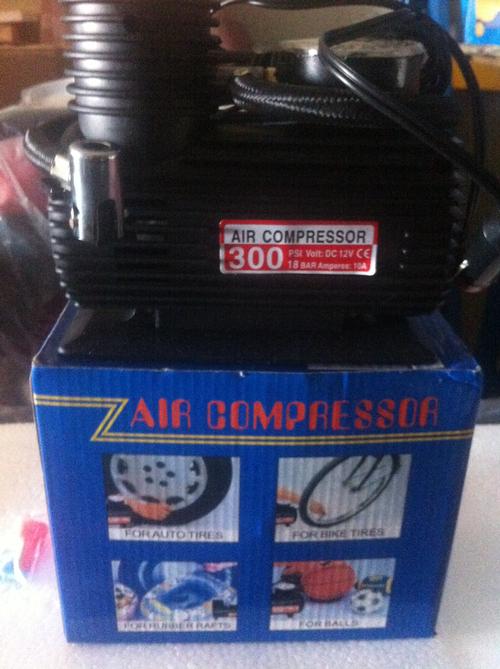 AIR COMPRESSOR
300 PSI Volt: DC 12V CE
18 BAR Amperes: 10A
AIR COMPRESSOR
FOR AUTO TIRES
FOR BIKE TIRES
FOR RUBBER RAFTS
FOR BALLS